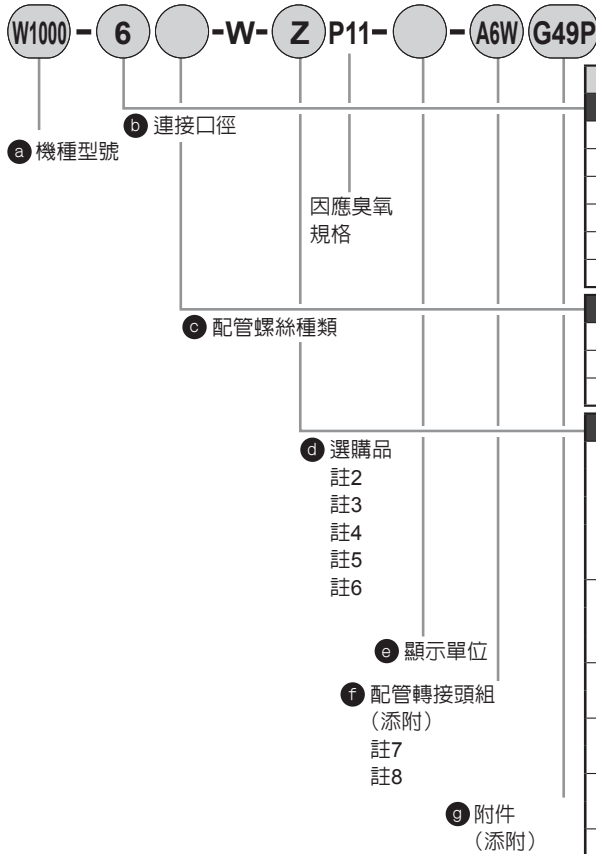 W1000 - 6 -W- Z P11- - A6W G49P
b 連接口徑
a 機種型號
因應臭氧
規格
c 配管螺絲種類
d 選購品
註2
註3
註4
註5
註6
e 顯示單位
f 配管轉接頭組
（添附）
註7
註8
g 附件
（添附）